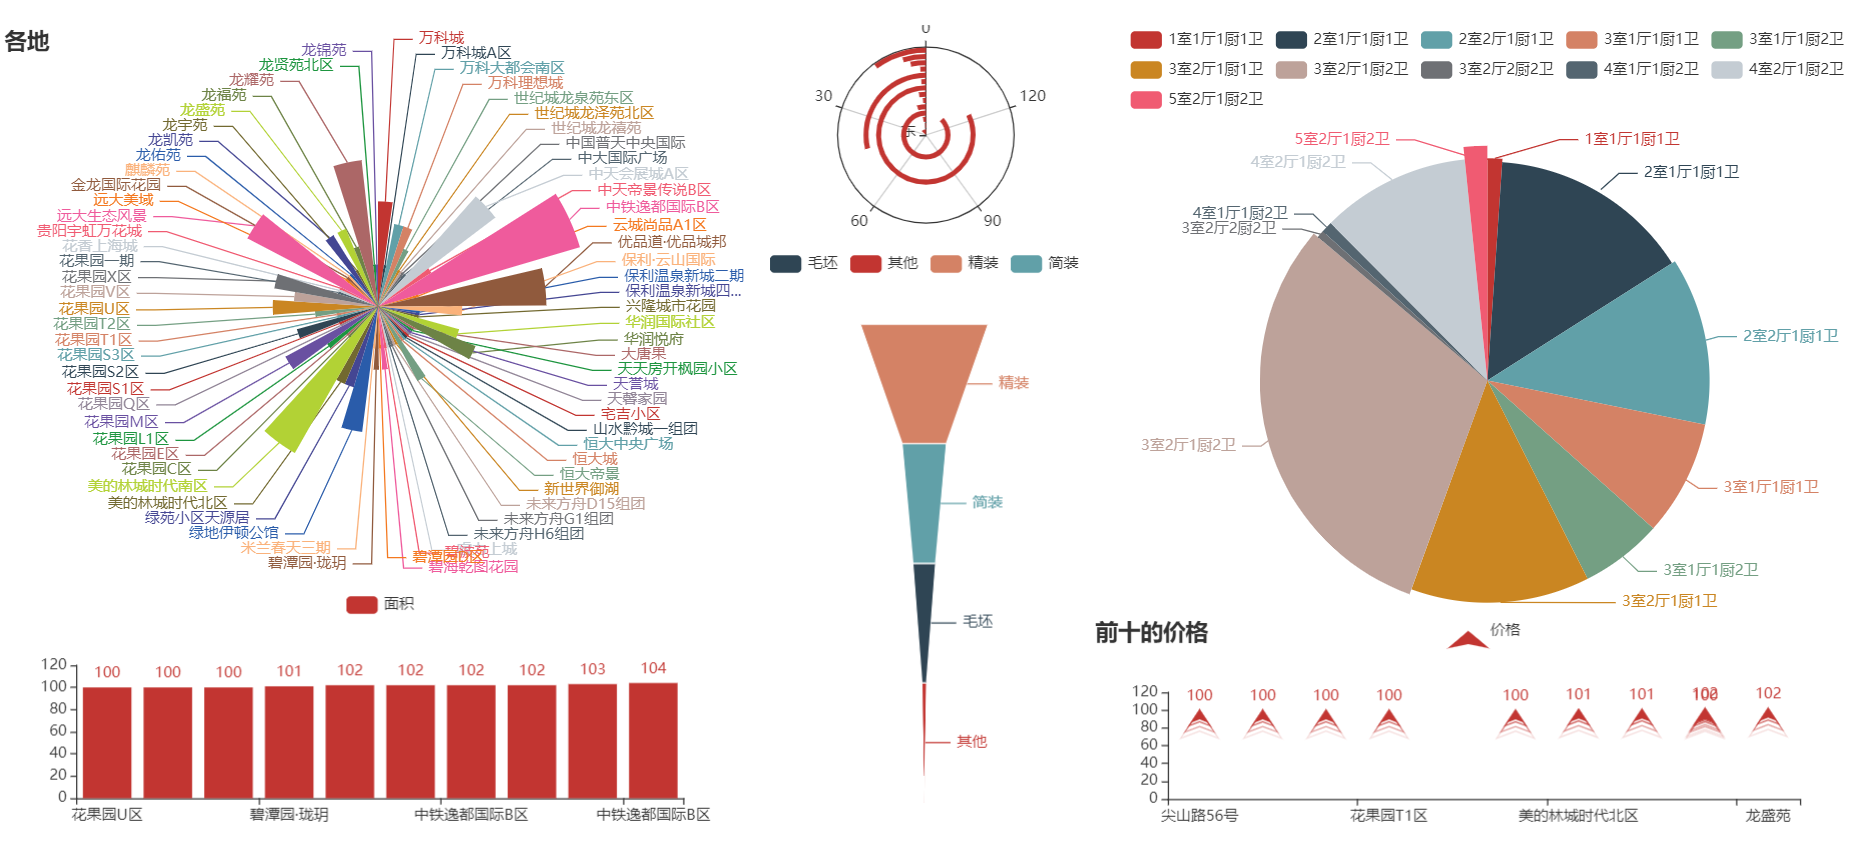 各地
万科城
万科城A区
万科大都会南区
万科理想城
世纪城龙泉苑东区
世纪城龙泽苑北区
世纪城龙禧苑
中国普天中央国际
中大国际广场
中天会展城A区
中天帝景传说B区
中铁逸都国际B区
云城尚品A1区
优品道·优品城邦
保利·云山国际
保利温泉新城二期
保利温泉新城四...
兴隆城市花园
华润国际社区
华润悦府
大唐果
天天房开枫园小区
天誉城
天馨家园
宅吉小区
山水黔城一组团
恒大中央广场
恒大城
恒大帝景
新世界御湖
未来方舟D15组团
未来方舟G1组团
未来方舟H6组团
碧海乾图花园
碧潭园·珑玥
米兰春天三期
绿地伊顿公馆
绿苑小区天源居
美的林城时代北区
美的林城时代南区
花果园C区
花果园E区
花果园L1区
花果园M区
花果园Q区
花果园S1区
花果园S2区
花果园S3区
花果园T1区
花果园T2区
花果园U区
花果园V区
花果园X区
花果园一期
花香上海城
贵阳宇虹万花城
远大生态风景
远大美域
金龙国际花园
麒麟苑
龙佑苑
龙凯苑
龙宇苑
龙盛苑
龙福苑
龙耀苑
龙贤苑北区
龙锦苑
0
30
120
60
90
毛坯 其他 精装 简装
精装
简装
毛坯
其他
1室1厅1厨1卫 2室1厅1厨1卫 2室2厅1厨1卫 3室1厅1厨1卫 3室1厅1厨2卫
3室2厅1厨1卫 3室2厅1厨2卫 3室2厅2厨2卫 4室1厅1厨2卫 4室2厅1厨2卫
5室2厅1厨2卫
5室2厅1厨2卫
1室1厅1厨1卫
4室2厅1厨2卫
2室1厅1厨1卫
4室1厅1厨2卫
3室2厅2厨2卫
2室2厅1厨1卫
3室2厅1厨2卫
3室1厅1厨1卫
3室1厅1厨2卫
3室2厅1厨1卫
面积
100 100 100 101 102 102 102 102 103 104
120
100
80
60
40
20
0
花果园U区 碧潭园·珑玥 中铁逸都国际B区 中铁逸都国际B区
前十的价格
价格
100 100 100 100 100 101 101 102 100 102
120
100
80
60
40
20
0
尖山路56号 花果园T1区 美的林城时代北区 龙盛苑